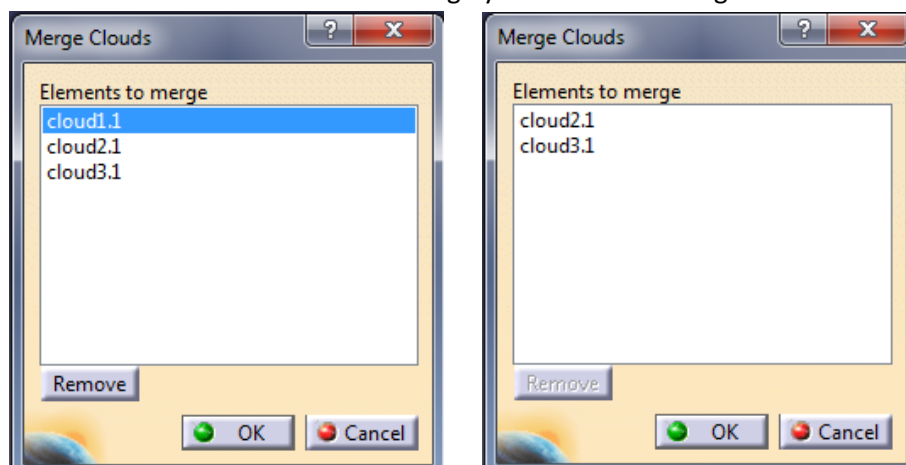 Merge Clouds
?
X
Elements to merge
cloud1.1
cloud2.1
cloud3.1
Remove
OK
Cancel
Merge Clouds
?
X
Elements to merge
cloud2.1
cloud3.1
Remove
OK
Cancel